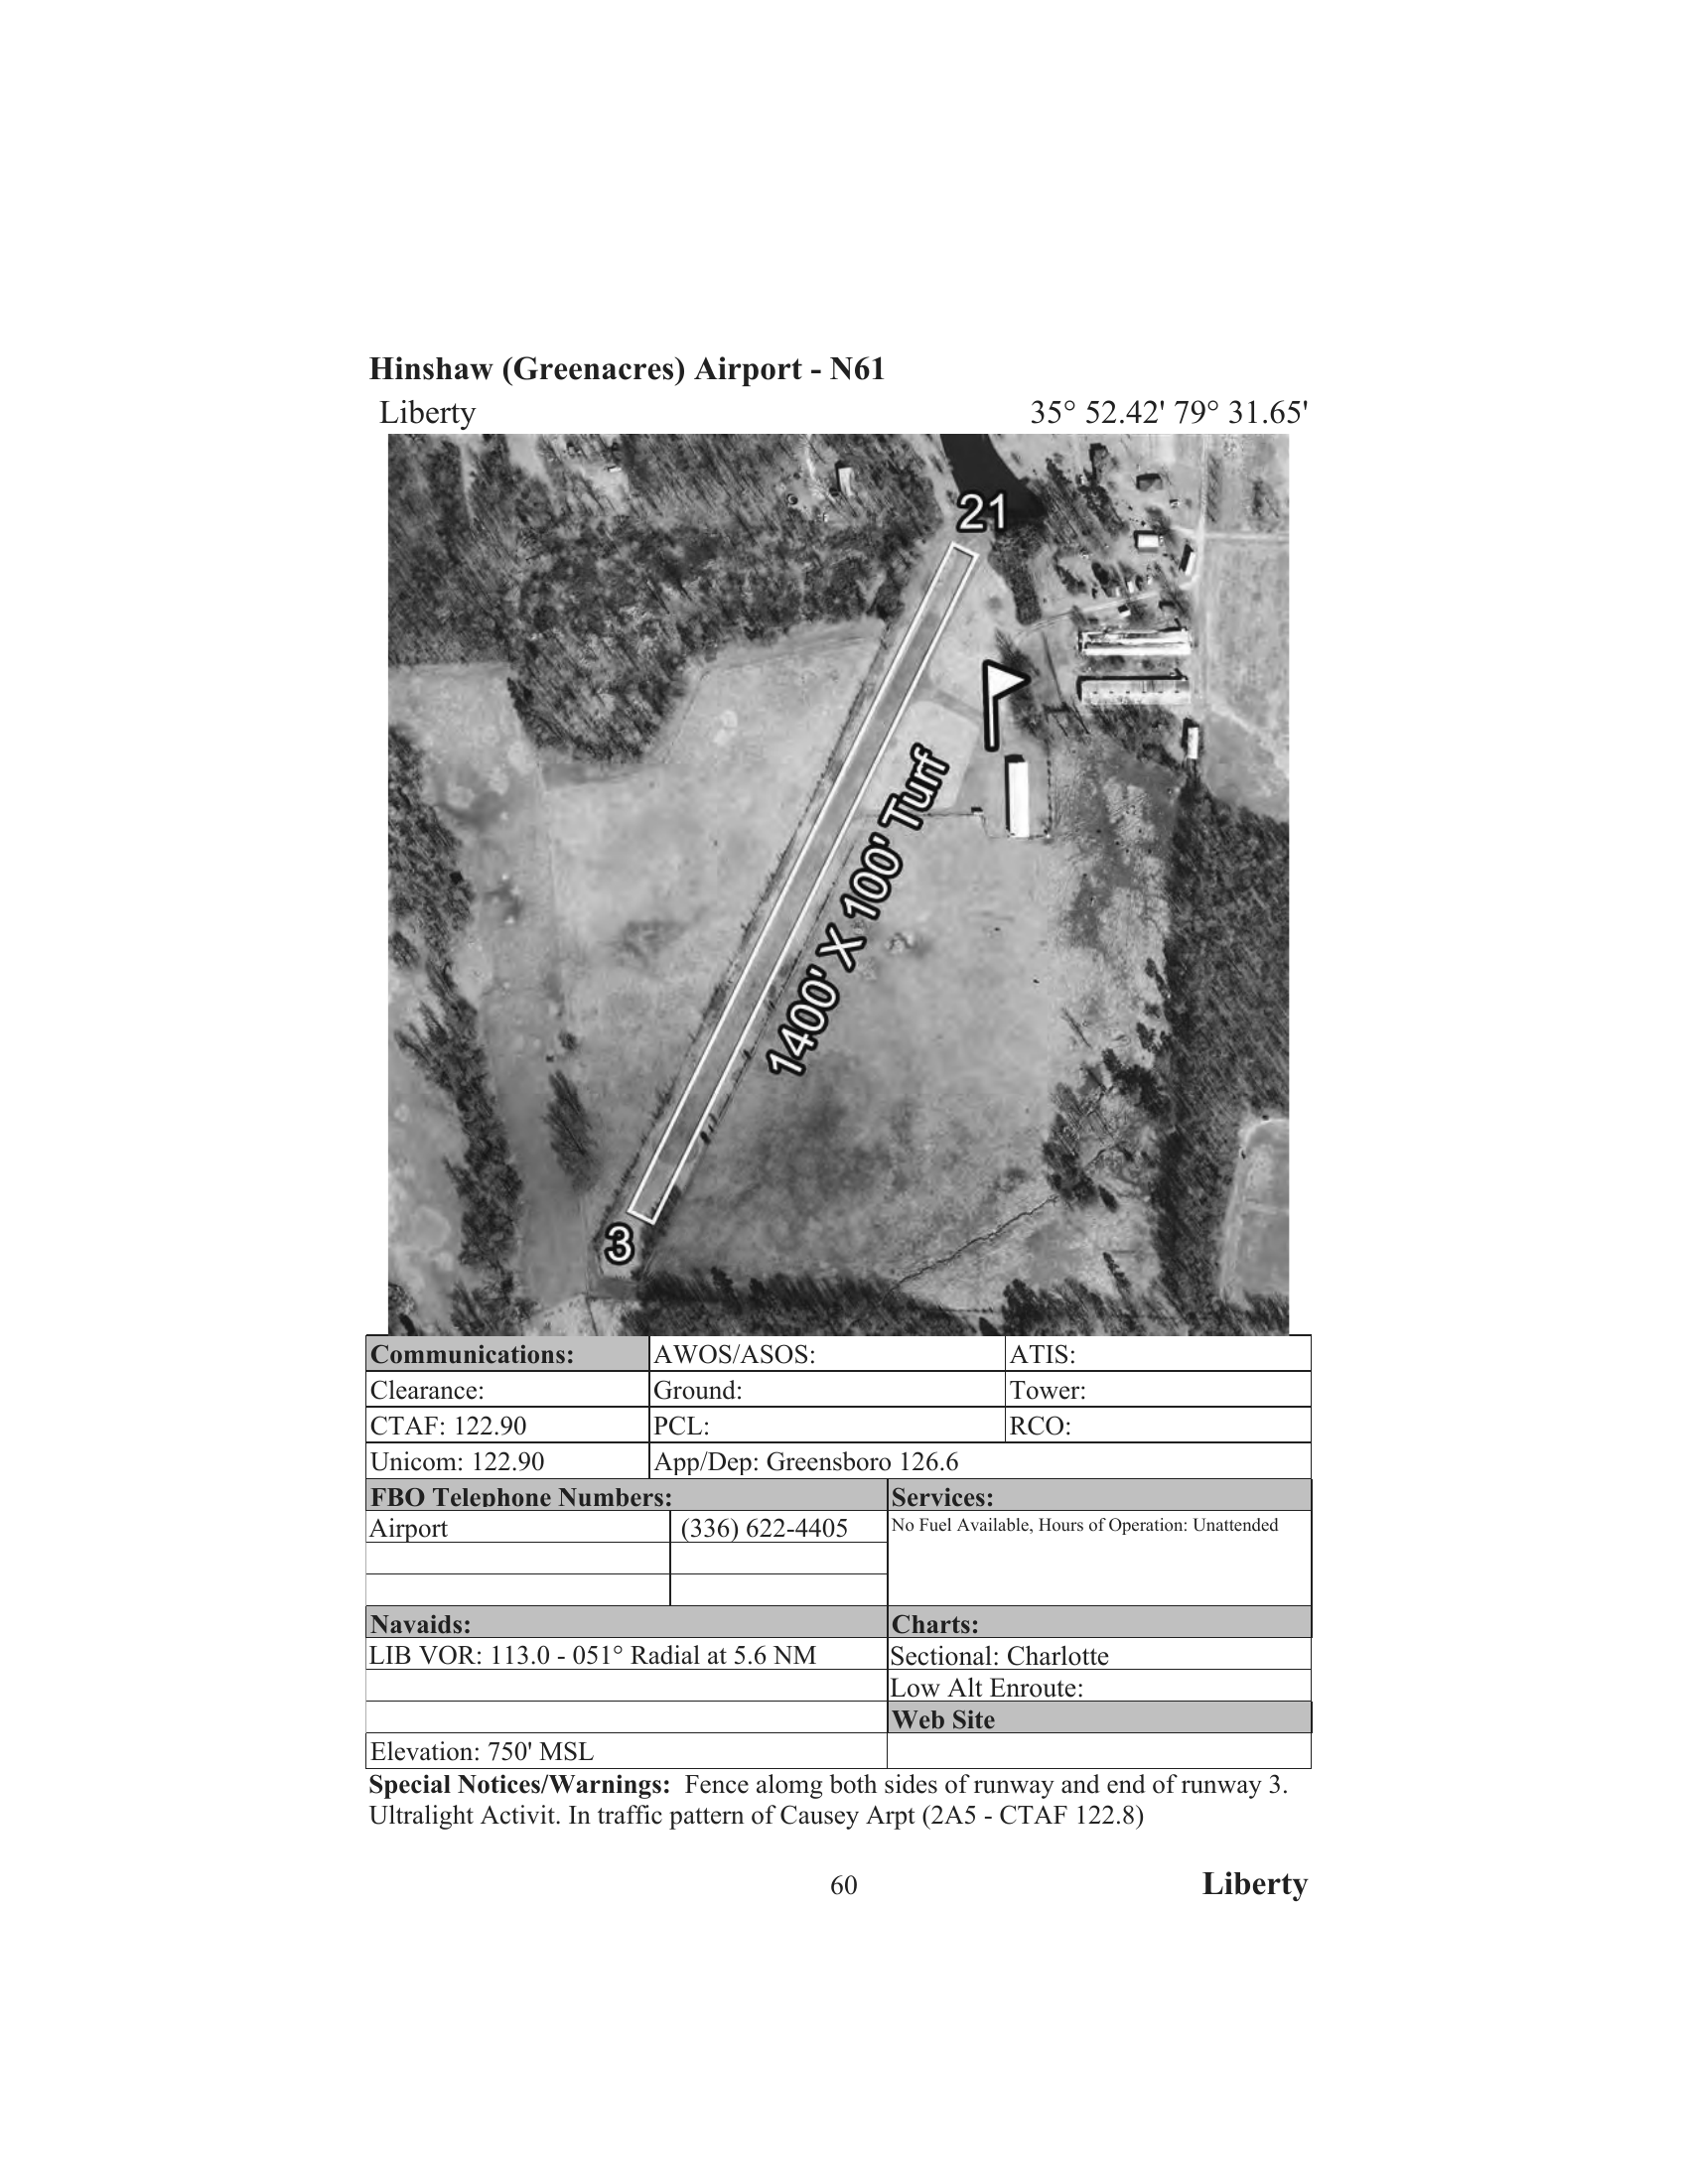 Hinshaw (Greenacres) Airport - N61
Liberty 35° 52.42' 79° 31.65'
21
1400' X 100' Turf
3
Communications: AWOS/ASOS: ATIS:
Clearance: Ground: Tower:
CTAF: 122.90 PCL: RCO:
Unicom: 122.90 App/Dep: Greensboro 126.6
FBO Telephone Numbers: Services:
Airport (336) 622-4405 No Fuel Available, Hours of Operation: Unattended
Navaids: Charts:
LIB VOR: 113.0 - 051° Radial at 5.6 NM Sectional: Charlotte
Low Alt Enroute:
Web Site
Elevation: 750' MSL
Special Notices/Warnings: Fence alomg both sides of runway and end of runway 3.
Ultralight Activit. In traffic pattern of Causey Arpt (2A5 - CTAF 122.8)
60 Liberty